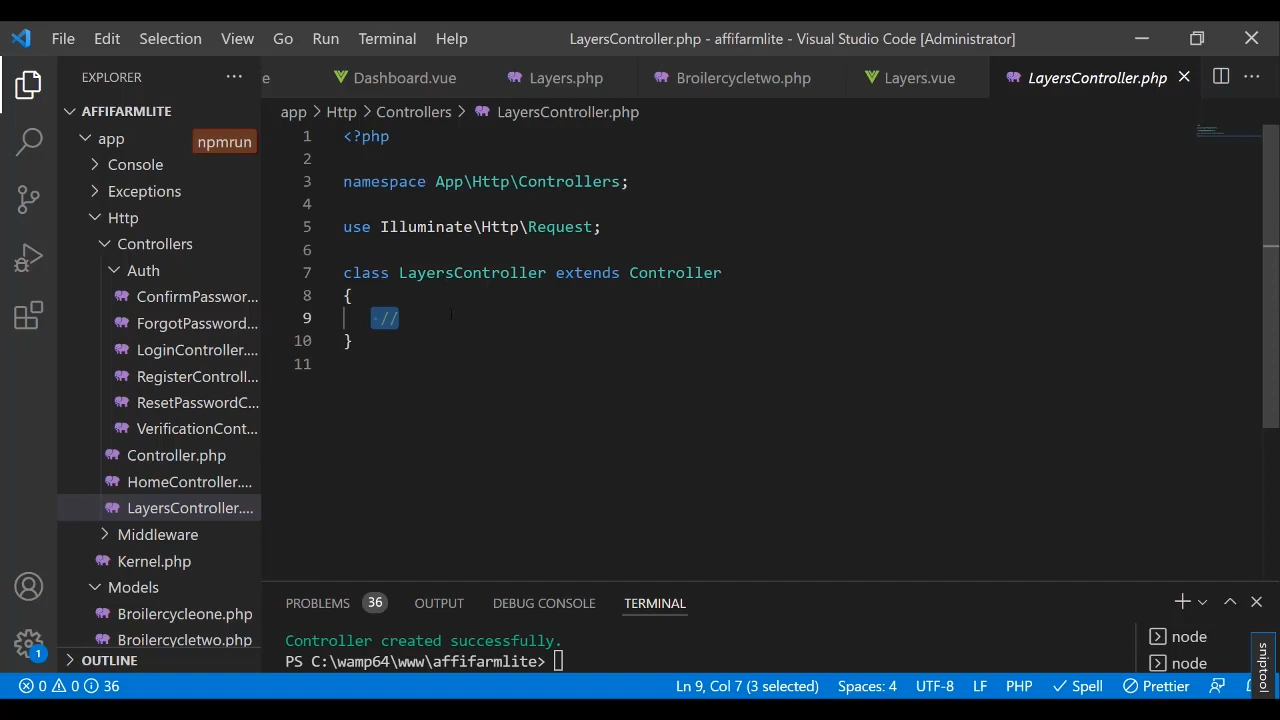 File Edit Selection View Go Run Terminal Help
LayersController.php - affifarmlite - Visual Studio Code [Administrator]
EXPLORER
e
Dashboard.vue
Layers.php
Broilercycletwo.php
Layers.vue
LayersController.php
AFFIFARMLITE
app
npmrun
Console
Exceptions
Http
Controllers
Auth
ConfirmPasswor...
ForgotPassword...
LoginController....
RegisterControll...
ResetPasswordC...
VerificationCont...
Controller.php
HomeController....
LayersController....
Middleware
Kernel.php
Models
Broilercycleone.php
Broilercycletwo.php
OUTLINE
app > Http > Controllers > LayersController.php
1 <?php
2
3 namespace App\Http\Controllers;
4
5 use Illuminate\Http\Request;
6
7 class LayersController extends Controller
8 {
9 //
10 }
11
PROBLEMS 36 OUTPUT DEBUG CONSOLE TERMINAL
Controller created successfully.
PS C:\wamp64\www\affifarmlite>
node
node
sniptool
1
0 0 36
Ln 9, Col 7 (3 selected) Spaces: 4 UTF-8 LF PHP Spell Prettier